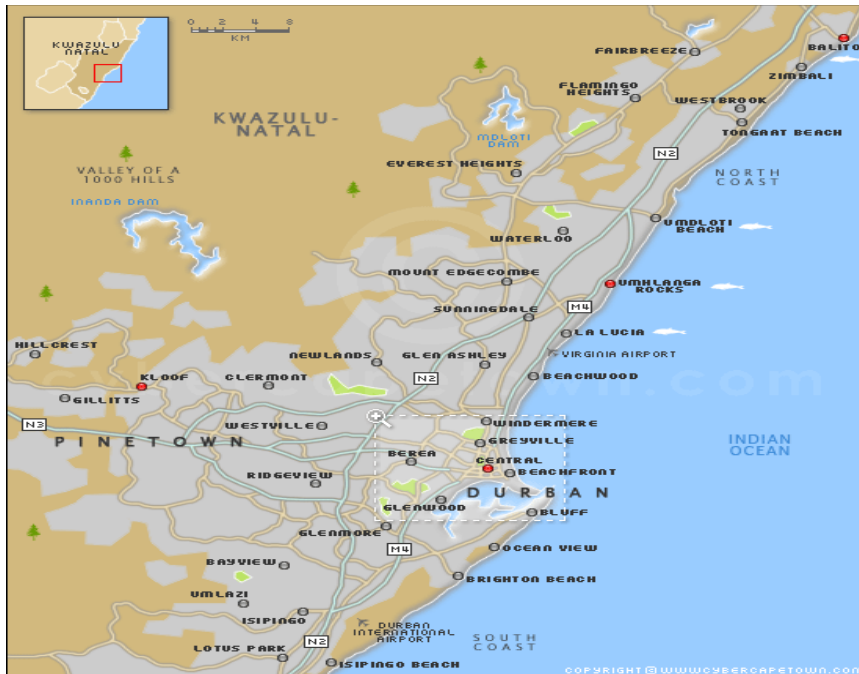 KWAZULU
NATAL
0 2 4 6 8
KM
FAIRBREEZE
BALITO
ZIMBALI
FLAMINGO
HEIGHTS
WESTBROOK
KWAZULU-
NATAL
TONGAAT BEACH
MDLOTI
DAM
N2
EVEREST HEIGHTS
VALLEY OF A
1000 HILLS
NORTH
COAST
INANDA DAM
UMDLOTI
BEACH
WATERLOO
MOUNT EDGECOMBE
UMHLANGA
ROCKS
SUNNINGDALE
M4
LA LUCIA
HILLCREST
NEWLANDS
GLEN ASHLEY
VIRGINIA AIRPORT
KLOOF
CLERMONT
N2
BEACHWOOD
GILLITTS
N3
WESTVILLE
WINDERMERE
PINETOWN
GREYVILLE
INDIAN
OCEAN
BEREA
CENTRAL
RIDGEVIEW
BEACHFRONT
DURBAN
GLENWOOD
BLUFF
GLENMORE
M4
OCEAN VIEW
BAYVIEW
BRIGHTON BEACH
UMLAZI
ISIPINGO
DURBAN
INTERNATIONAL
AIRPORT
N2
SOUTH
COAST
LOTUS PARK
ISIPINGO BEACH
COPYRIGHT © WWW.CYBERCAPETOWN.COM